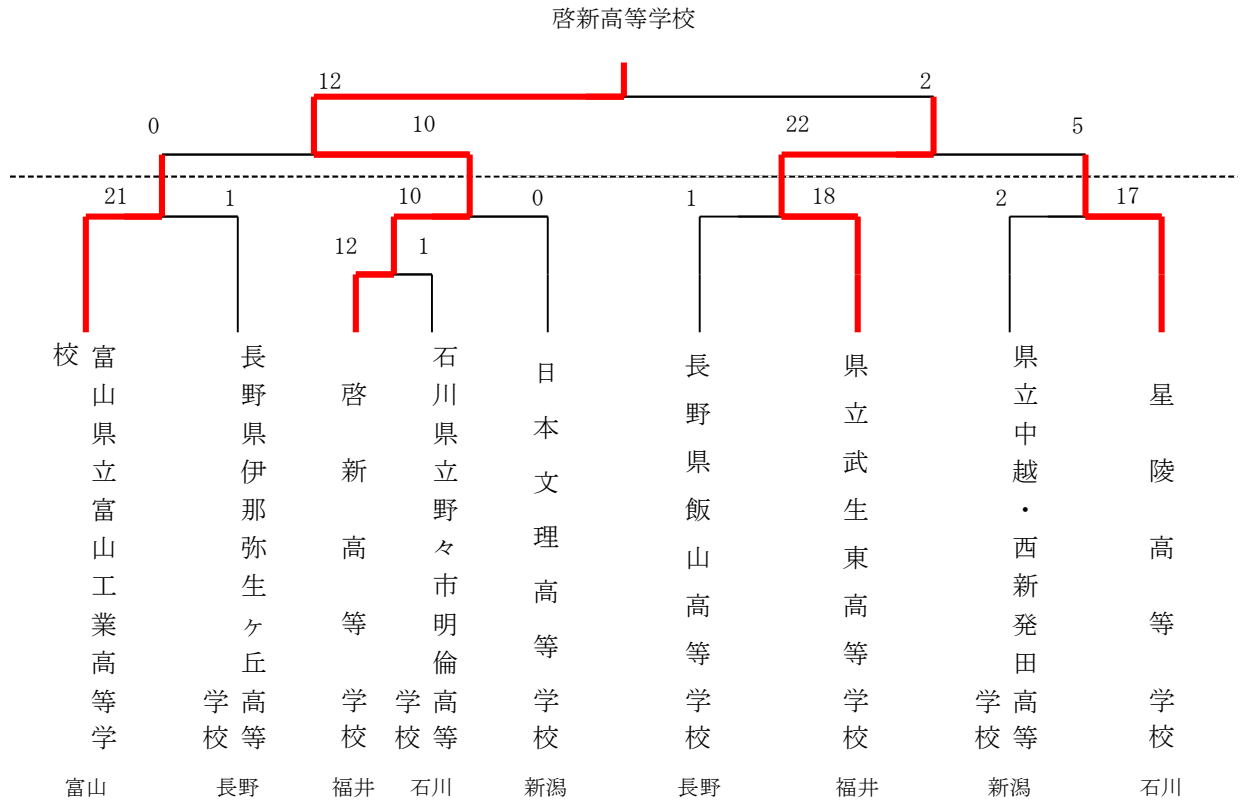 啓新高等学校
12 2
0 10 22 5
21 1 10 0 1 18 2 17
12 1
富山県立富山工業高等学校
長野県伊那弥生ヶ丘高等学校
啓新高等学校
石川県立野々市明倫高等学校
日本文理高等学校
長野県飯山高等学校
県立武生東高等学校
県立中越・西新発田高等学校
星陵高等学校
富山 長野 福井 石川 新潟 長野 福井 新潟 石川